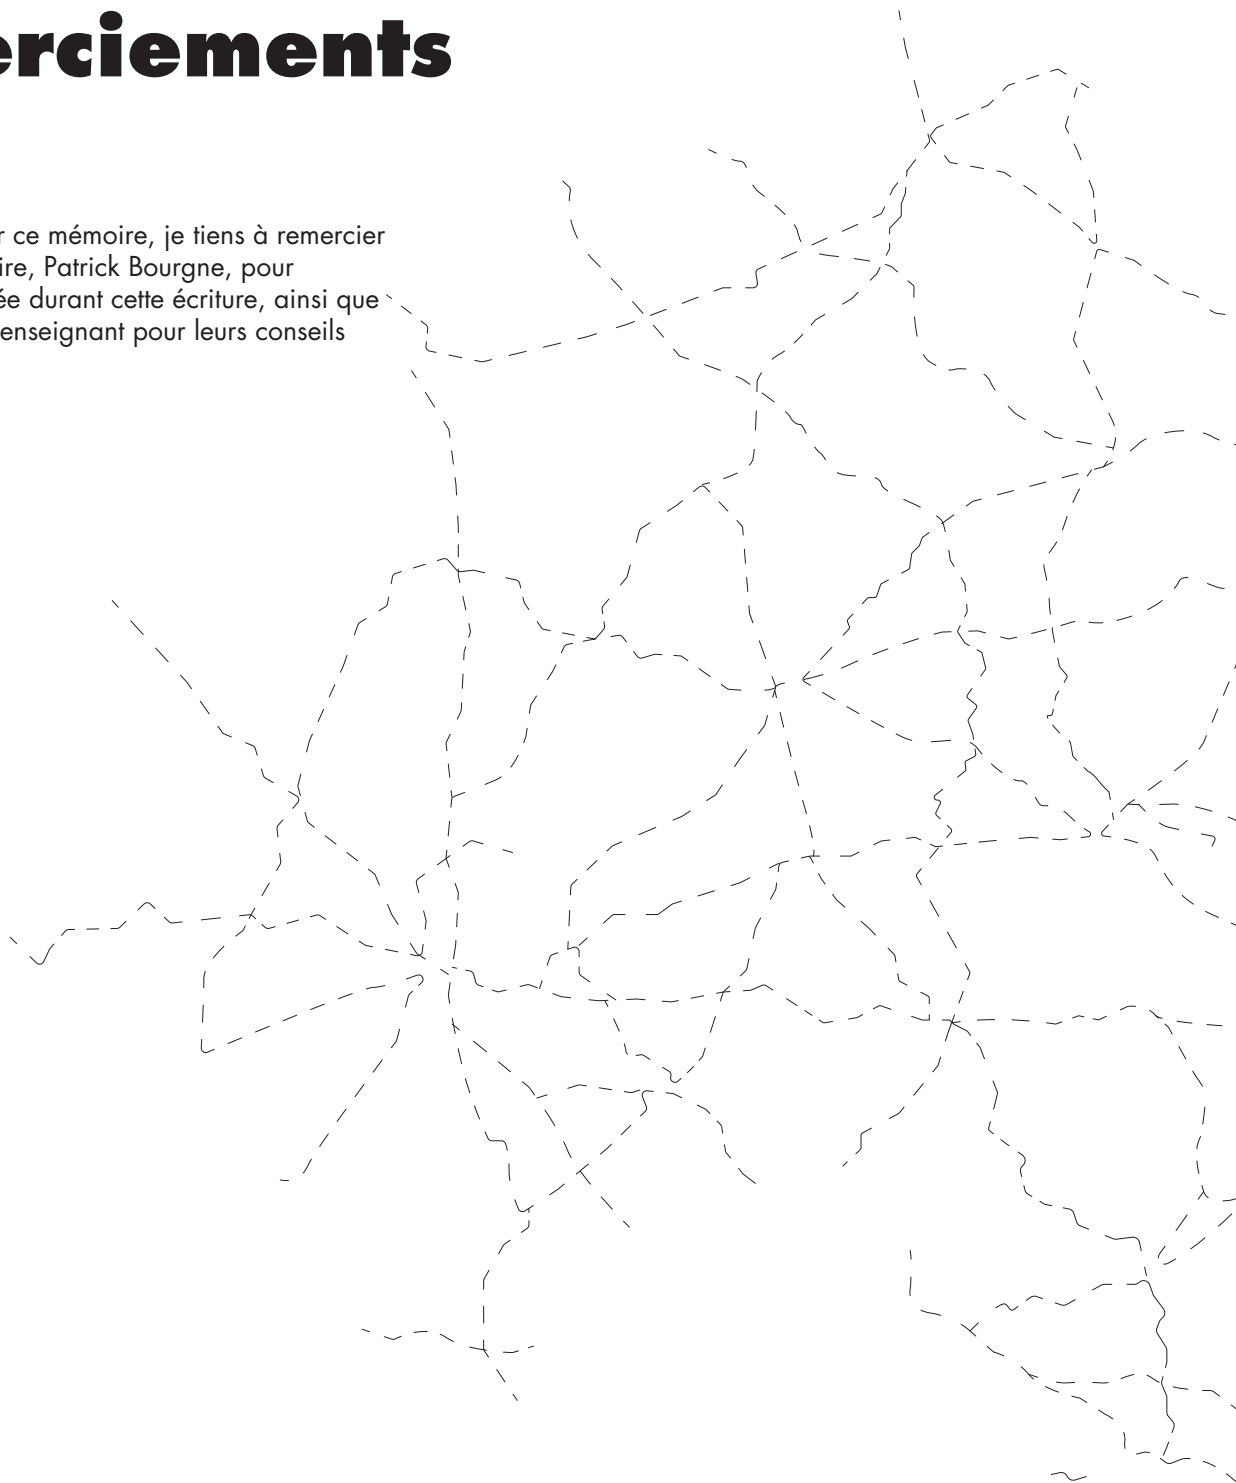 erciements
r ce mémoire, je tiens à remercier
ire, Patrick Bourgne, pour
ée durant cette écriture, ainsi que
enseignant pour leurs conseils